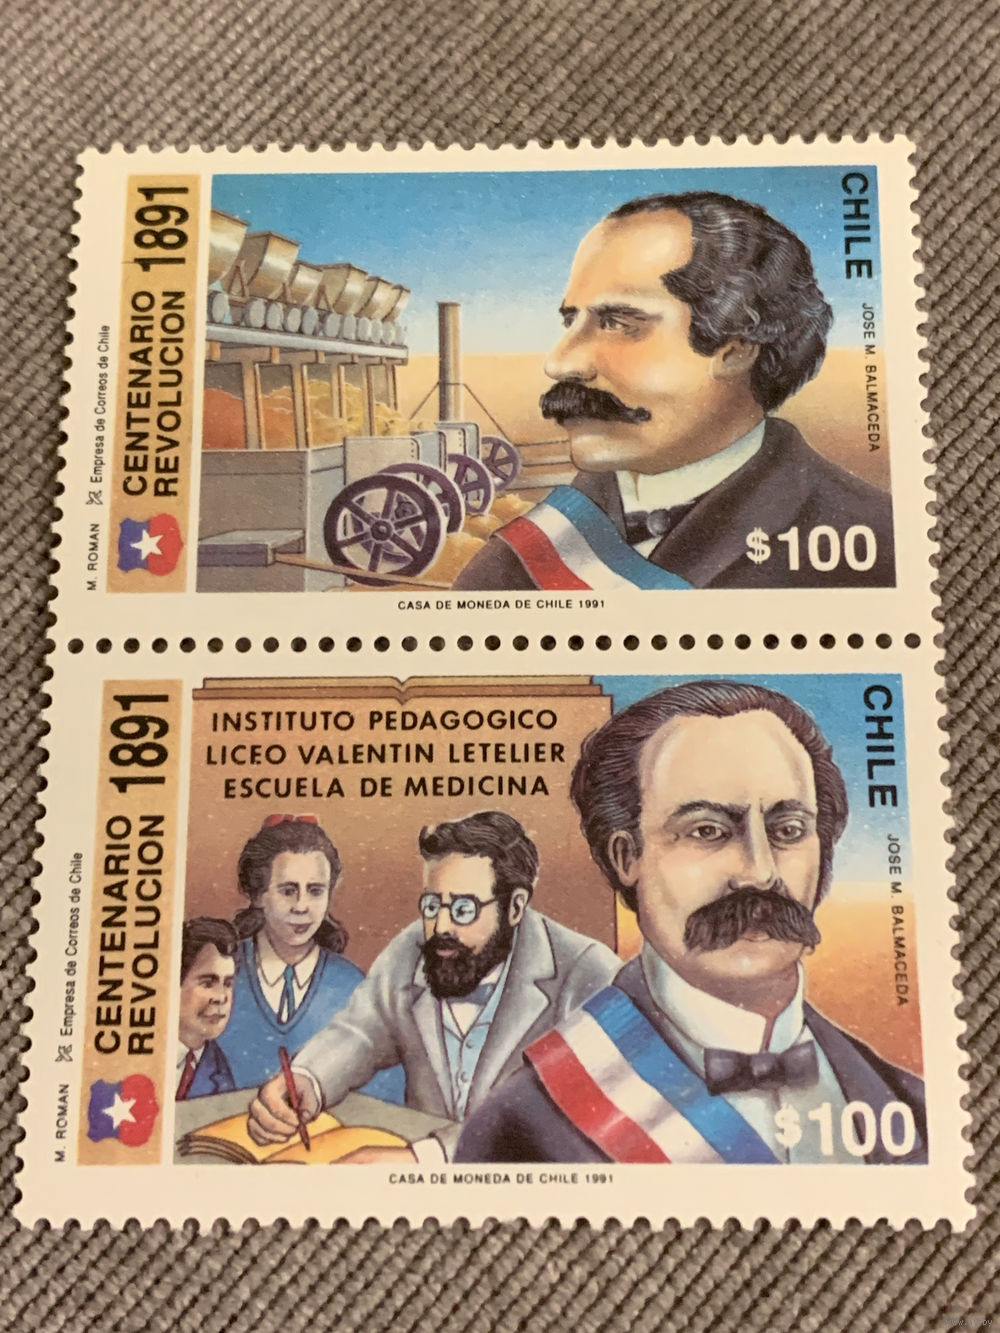 CENTENARIO
REVOLUCION 1891
M. ROMAN Empresa de Correos de Chile
CHILE
JOSE M. BALMACEDA
$100
CASA DE MONEDA DE CHILE 1991
CENTENARIO
REVOLUCION 1891
M. ROMAN Empresa de Correos de Chile
INSTITUTO PEDAGOGICO
LICEO VALENTIN LETELIER
ESCUELA DE MEDICINA
CHILE
JOSE M. BALMACEDA
$100
CASA DE MONEDA DE CHILE 1991